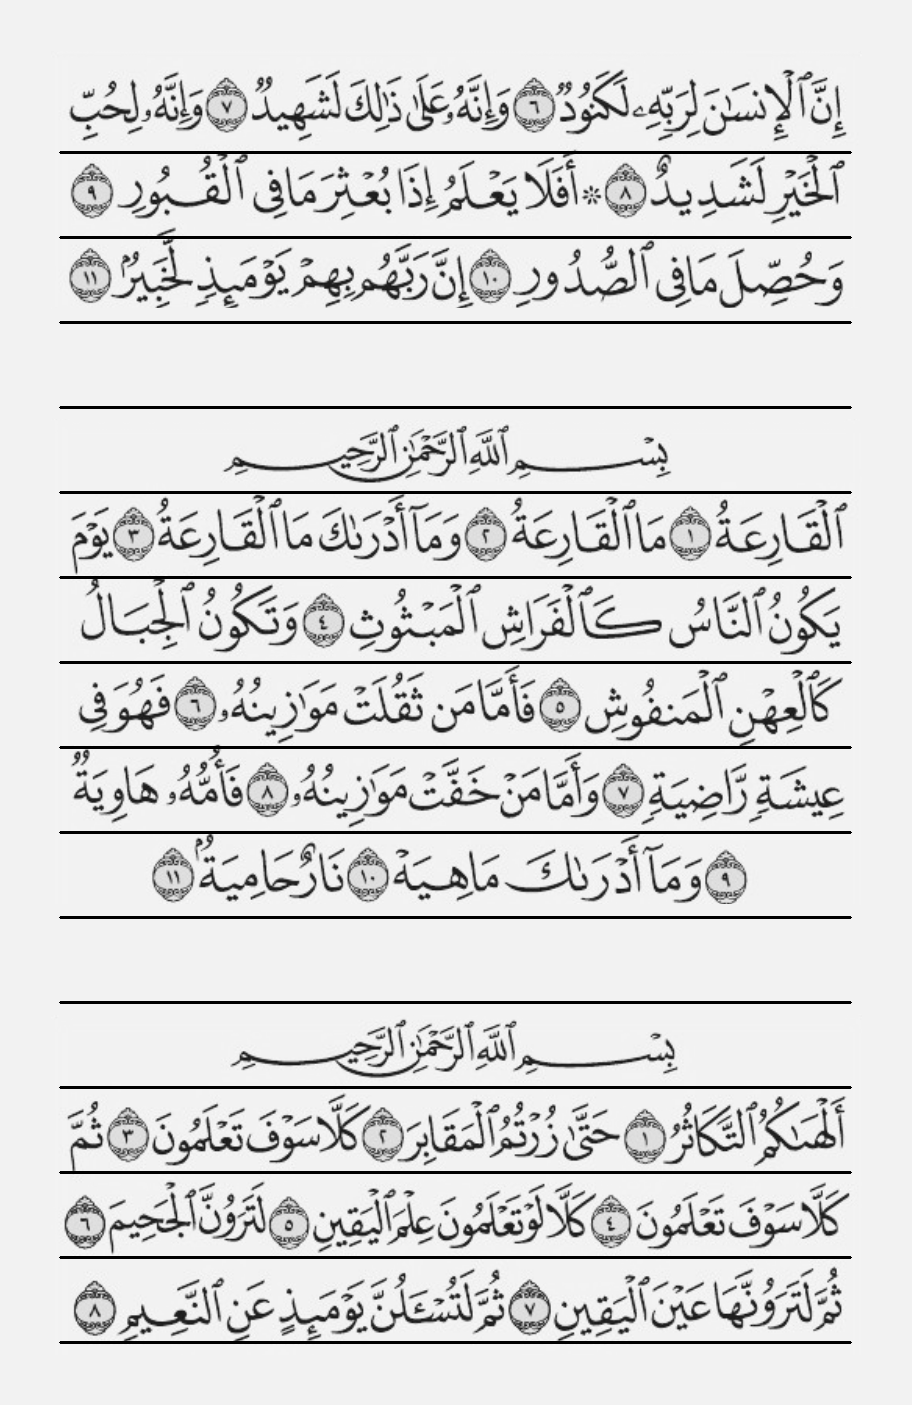 إِنَّ ٱلْإِنسَٰنَ لِرَبِّهِۦ لَكَنُودٌ ٦ وَإِنَّهُۥ عَلَىٰ ذَٰلِكَ لَشَهِيدٌ ٧ وَإِنَّهُۥ لِحُبِّ
ٱلْخَيْرِ لَشَدِيدٌ ٨ ۞ أَفَلَا يَعْلَمُ إِذَا بُعْثِرَ مَا فِى ٱلْقُبُورِ ٩
وَحُصِّلَ مَا فِى ٱلصُّدُورِ ١٠ إِنَّ رَبَّهُم بِهِمْ يَوْمَئِذٍ لَّخَبِيرٌۢ ١١
بِسْمِ ٱللَّهِ ٱلرَّحْمَٰنِ ٱلرَّحِيمِ
ٱلْقَارِعَةُ ١ مَا ٱلْقَارِعَةُ ٢ وَمَآ أَدْرَىٰكَ مَا ٱلْقَارِعَةُ ٣ يَوْمَ
يَكُونُ ٱلنَّاسُ كَٱلْفَرَاشِ ٱلْمَبْثُوثِ ٤ وَتَكُونُ ٱلْجِبَالُ
كَٱلْعِهْنِ ٱلْمَنفُوشِ ٥ فَأَمَّا مَن ثَقُلَتْ مَوَٰزِينُهُۥ ٦ فَهُوَ فِى
عِيشَةٍ رَّاضِيَةٍ ٧ وَأَمَّا مَنْ خَفَّتْ مَوَٰزِينُهُۥ ٨ فَأُمُّهُۥ هَاوِيَةٌ
٩ وَمَآ أَدْرَىٰكَ مَا هِيَهْ ١٠ نَارٌ حَامِيَةٌۢ ١١
بِسْمِ ٱللَّهِ ٱلرَّحْمَٰنِ ٱلرَّحِيمِ
أَلْهَىٰكُمُ ٱلتَّكَاثُرُ ١ حَتَّىٰ زُرْتُمُ ٱلْمَقَابِرَ ٢ كَلَّا سَوْفَ تَعْلَمُونَ ٣ ثُمَّ
كَلَّا سَوْفَ تَعْلَمُونَ ٤ كَلَّا لَوْ تَعْلَمُونَ عِلْمَ ٱلْيَقِينِ ٥ لَتَرَوُنَّ ٱلْجَحِيمَ ٦
ثُمَّ لَتَرَوُنَّهَا عَيْنَ ٱلْيَقِينِ ٧ ثُمَّ لَتُسْـَٔلُنَّ يَوْمَئِذٍ عَنِ ٱلنَّعِيمِ ٨